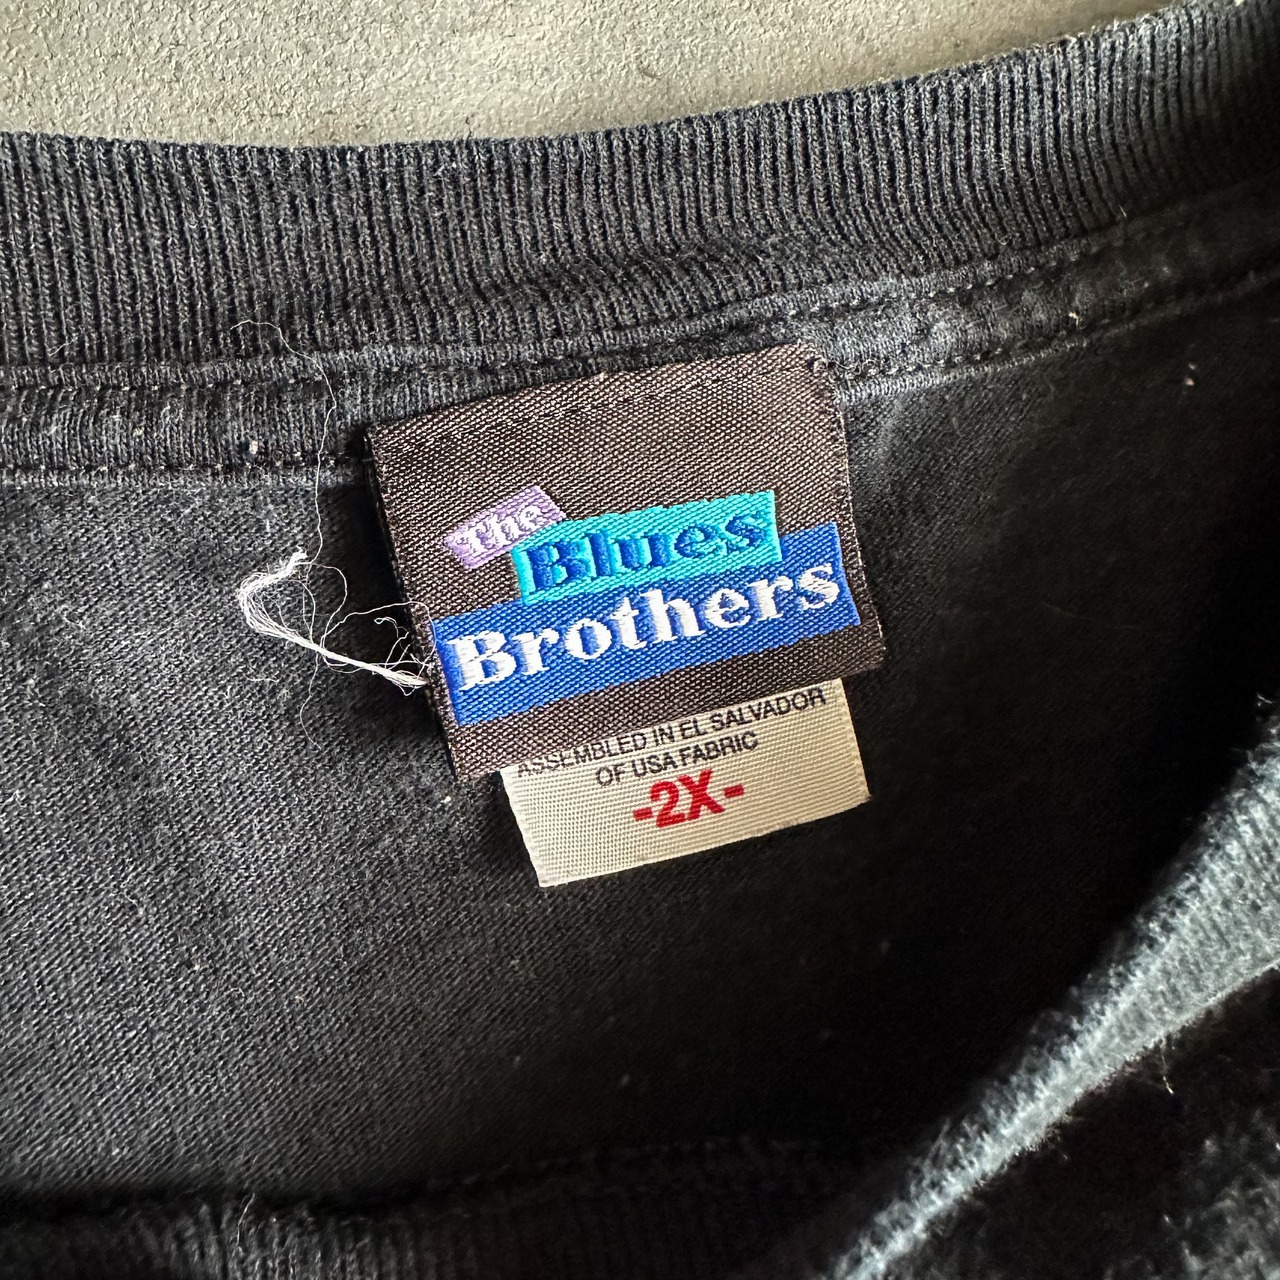 The
Blues
Brothers
ASSEMBLED IN EL SALVADOR
OF USA FABRIC
-2X-